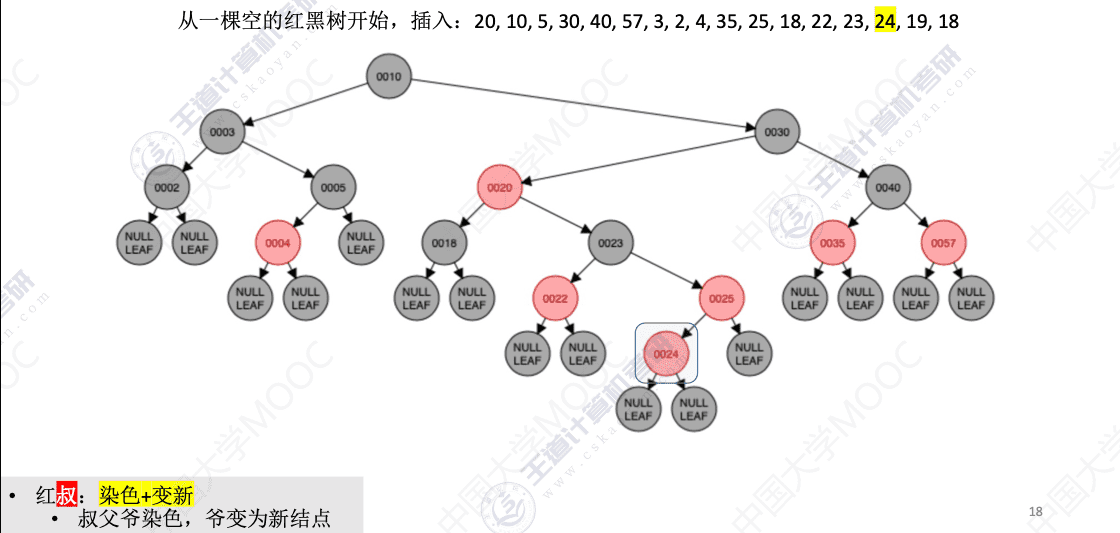 从一棵空的红黑树开始，插入：20, 10, 5, 30, 40, 57, 3, 2, 4, 35, 25, 18, 22, 23, 24, 19, 18
0010
0003
0030
0002
0005
0020
0040
NULL LEAF
NULL LEAF
0004
NULL LEAF
0018
0023
0035
0057
NULL LEAF
NULL LEAF
NULL LEAF
NULL LEAF
0022
0025
NULL LEAF
NULL LEAF
NULL LEAF
NULL LEAF
NULL LEAF
NULL LEAF
0024
NULL LEAF
NULL LEAF
NULL LEAF
• 红叔：染色+变新
• 叔父爷染色，爷变为新结点
18
王道计算机考研
www.cskaoyan.com
中国大学MOOC